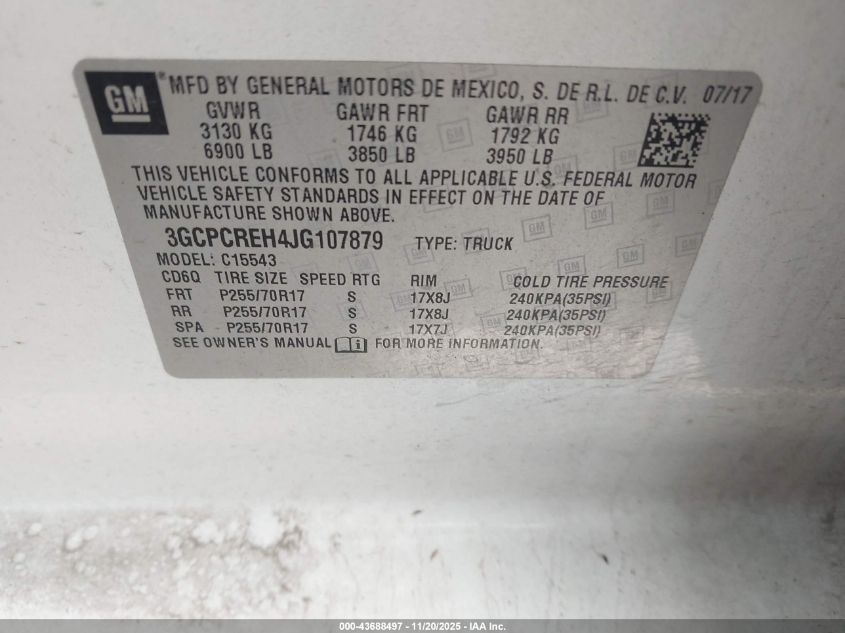 GM ®MFD BY GENERAL MOTORS DE MEXICO, S. DE R.L. DE C.V. 07/17
GVWR GAWR FRT GAWR RR
3130 KG 1746 KG 1792 KG
6900 LB 3850 LB 3950 LB
THIS VEHICLE CONFORMS TO ALL APPLICABLE U.S. FEDERAL MOTOR
VEHICLE SAFETY STANDARDS IN EFFECT ON THE DATE OF
MANUFACTURE SHOWN ABOVE.
3GCPCREH4JG107879 TYPE: TRUCK
MODEL: C15543
CD6Q TIRE SIZE SPEED RTG RIM COLD TIRE PRESSURE
FRT P255/70R17 S 17X8J 240KPA(35PSI)
RR P255/70R17 S 17X8J 240KPA(35PSI)
SPA P255/70R17 S 17X7J 240KPA(35PSI)
SEE OWNER'S MANUAL FOR MORE INFORMATION.
000-43688497 - 11/20/2025 - IAA Inc.